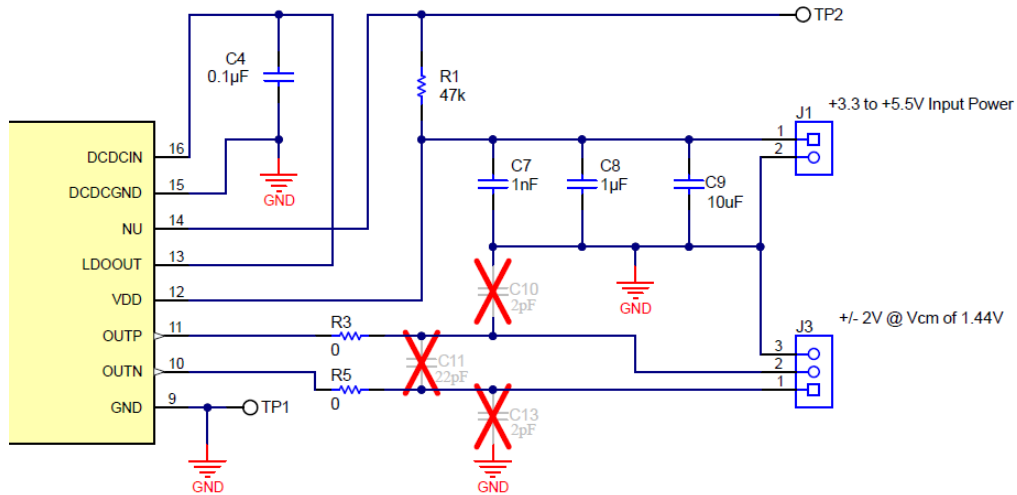 TP2
C4
0.1µF
R1
47k
+3.3 to +5.5V Input Power
J1
1
2
DCDCIN 16
GND
C7
1nF
C8
1µF
C9
10uF
DCDCGND 15
NU 14
LDOOUT 13
VDD 12
GND
C10
2pF
+/- 2V @ Vcm of 1.44V
J3
3
2
1
OUTP 11
R3
0
C11
22pF
OUTN 10
R5
0
GND 9
TP1
C13
2pF
GND
GND